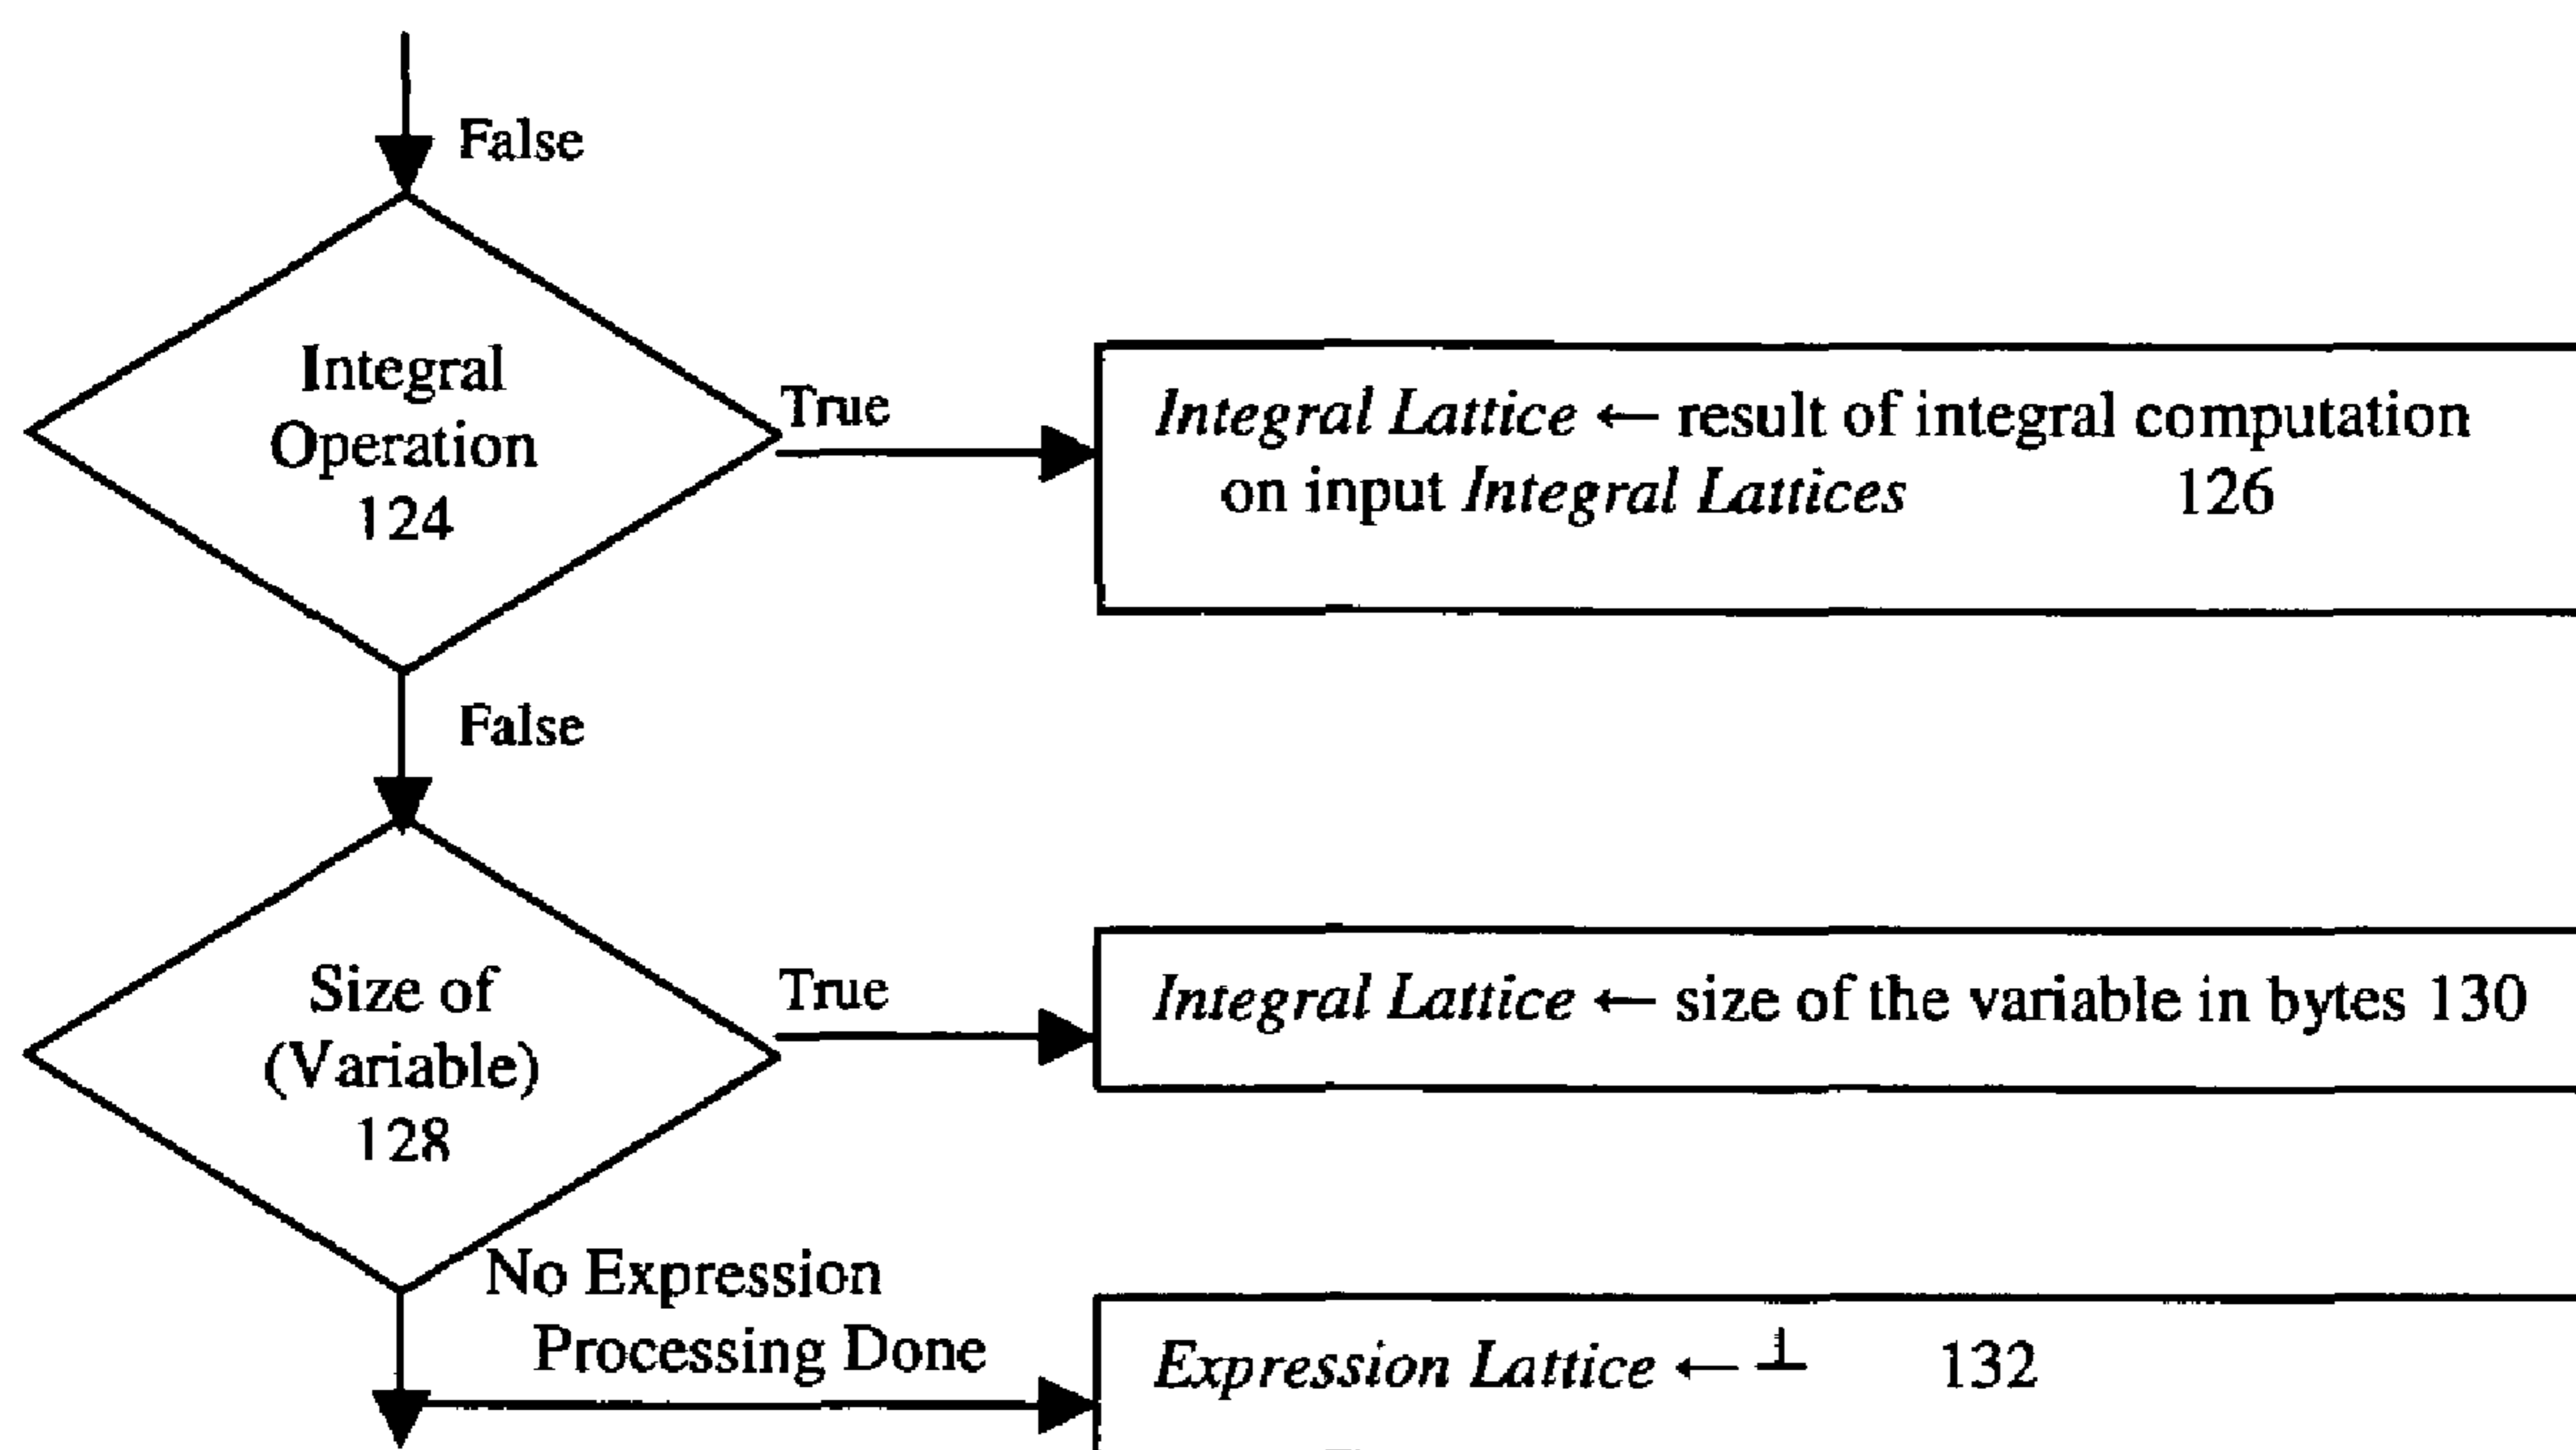 False
Integral
Operation
124
True
Integral Lattice ← result of integral computation
on input Integral Lattices 126
False
Size of
(Variable)
128
True
Integral Lattice ← size of the variable in bytes 130
No Expression
Processing Done
Expression Lattice ← ⊥ 132